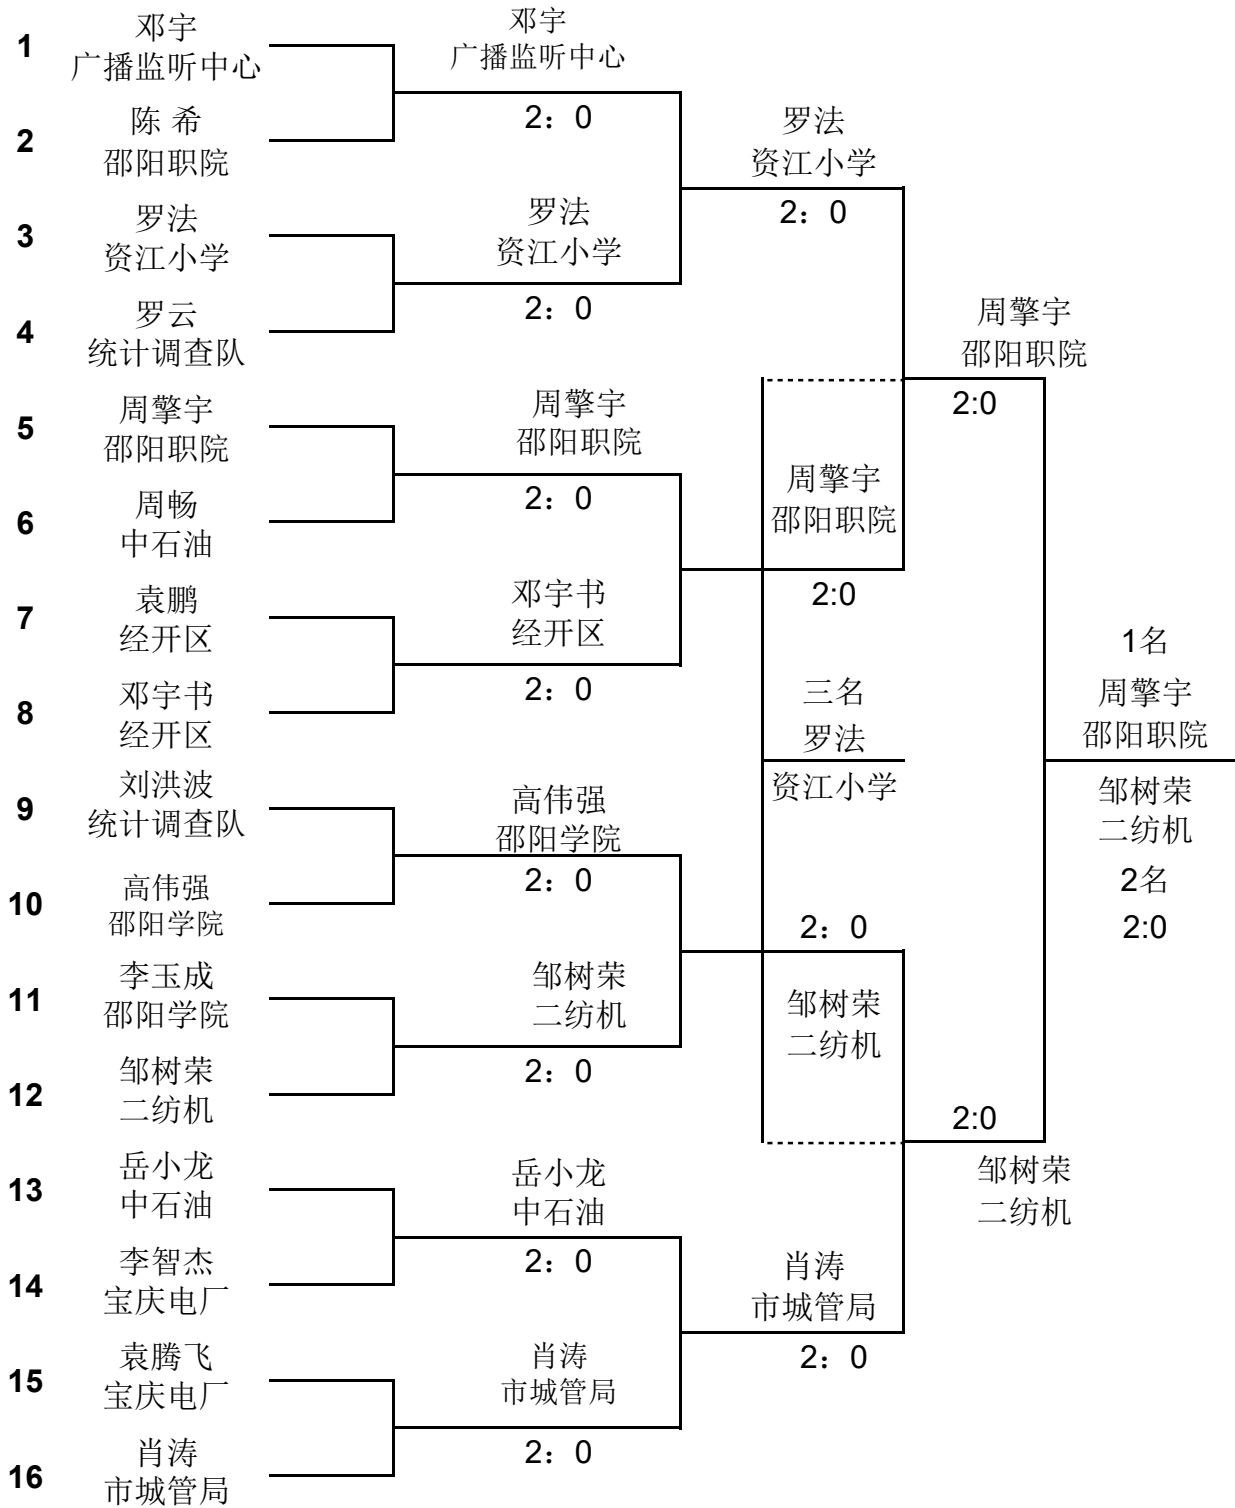 1
邓宇
广播监听中心
2
陈 希
邵阳职院
3
罗法
资江小学
4
罗云
统计调查队
5
周擎宇
邵阳职院
6
周畅
中石油
7
袁鹏
经开区
8
邓宇书
经开区
9
刘洪波
统计调查队
10
高伟强
邵阳学院
11
李玉成
邵阳学院
12
邹树荣
二纺机
13
岳小龙
中石油
14
李智杰
宝庆电厂
15
袁腾飞
宝庆电厂
16
肖涛
市城管局
邓宇
广播监听中心
2：0
罗法
资江小学
2：0
周擎宇
邵阳职院
2：0
邓宇书
经开区
2：0
高伟强
邵阳学院
2：0
邹树荣
二纺机
2：0
岳小龙
中石油
2：0
肖涛
市城管局
2：0
罗法
资江小学
2：0
周擎宇
邵阳职院
2:0
三名
罗法
资江小学
2：0
邹树荣
二纺机
肖涛
市城管局
2：0
周擎宇
邵阳职院
2:0
2:0
邹树荣
二纺机
1名
周擎宇
邵阳职院
邹树荣
二纺机
2名
2:0